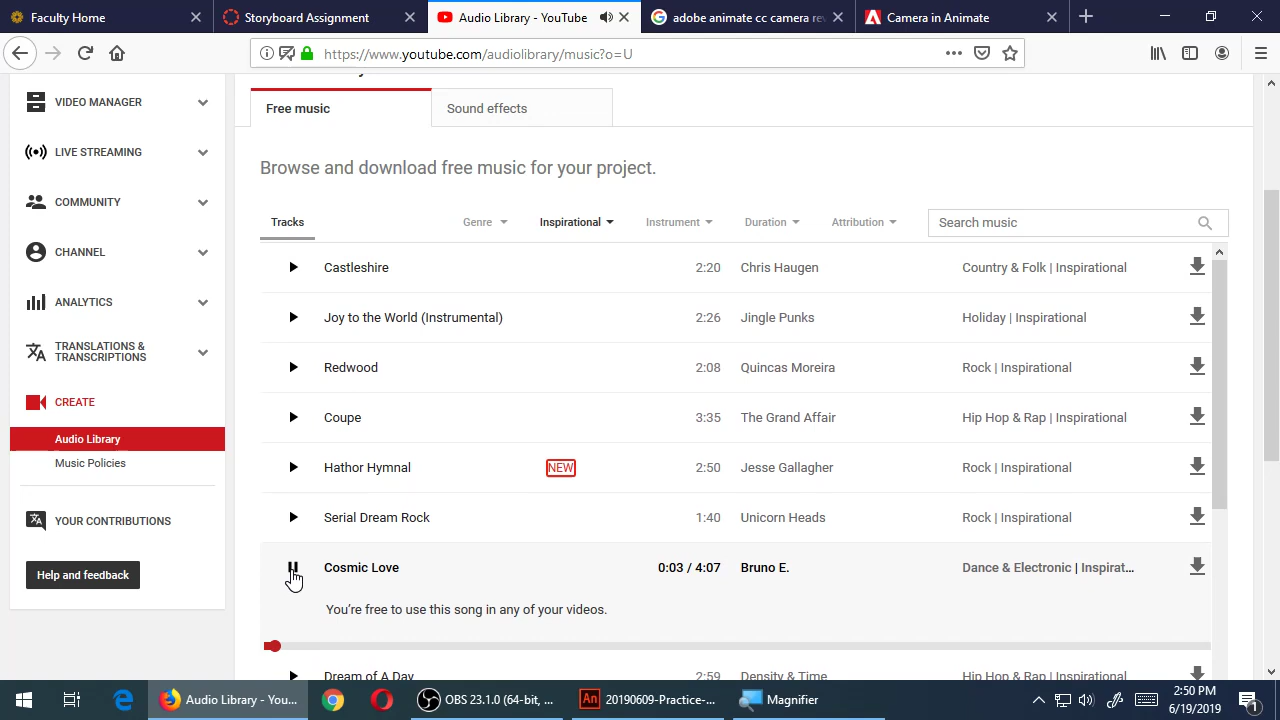 Faculty Home
Storyboard Assignment
Audio Library - YouTube
adobe animate cc camera rev
Camera in Animate
https://www.youtube.com/audiolibrary/music?o=U
VIDEO MANAGER
LIVE STREAMING
COMMUNITY
CHANNEL
ANALYTICS
TRANSLATIONS &
TRANSCRIPTIONS
CREATE
Audio Library
Music Policies
YOUR CONTRIBUTIONS
Help and feedback
Free music
Sound effects
Browse and download free music for your project.
Tracks Genre Inspirational Instrument Duration Attribution Search music
Castleshire 2:20 Chris Haugen Country & Folk | Inspirational
Joy to the World (Instrumental) 2:26 Jingle Punks Holiday | Inspirational
Redwood 2:08 Quincas Moreira Rock | Inspirational
Coupe 3:35 The Grand Affair Hip Hop & Rap | Inspirational
Hathor Hymnal NEW 2:50 Jesse Gallagher Rock | Inspirational
Serial Dream Rock 1:40 Unicorn Heads Rock | Inspirational
Cosmic Love 0:03 / 4:07 Bruno E. Dance & Electronic | Inspirat...
You're free to use this song in any of your videos.
Dream of A Day 2:59 Density & Time Hip Hop & Rap | Inspirational
Audio Library - You...
OBS 23.1.0 (64-bit, ...
An 20190609-Practice-...
Magnifier
2:50 PM
6/19/2019
1